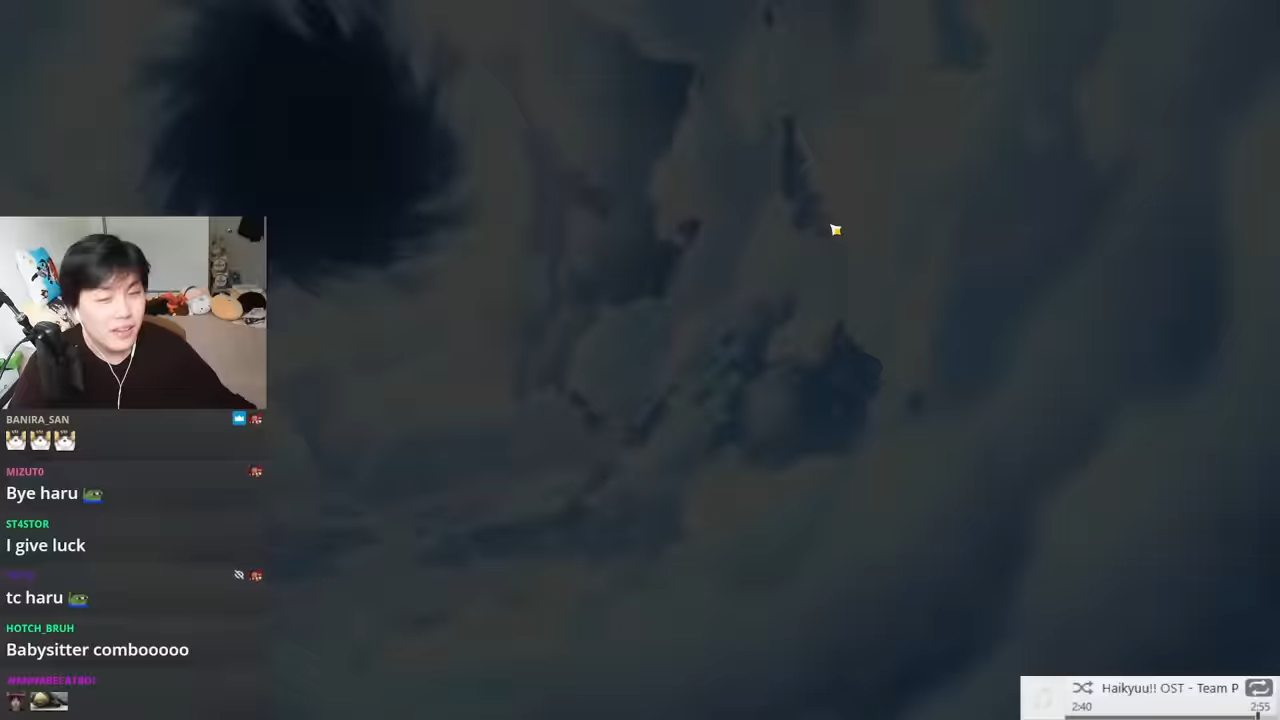 BANIRA_SAN
MIZUT0
Bye haru
ST4STOR
I give luck
tc haru
HOTCH_BRUH
Babysitter combooooo
Haikyuu!! OST - Team P
2:40
2:55